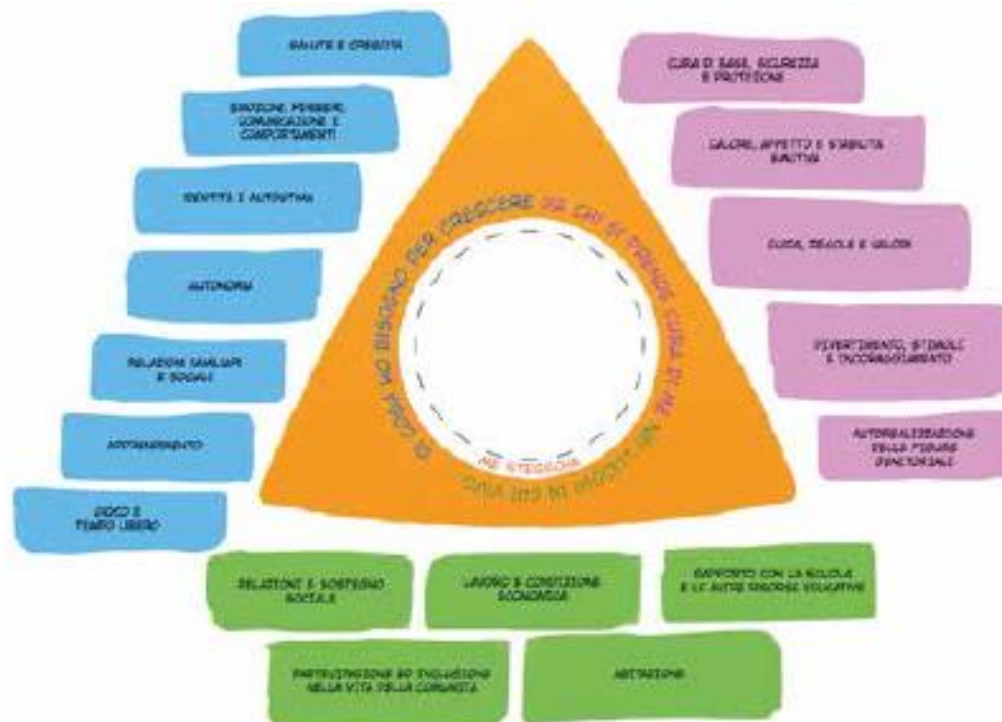 SALUTE E CRESCITA
EMOZIONI, PENSIERI,
COMUNICAZIONE E
COMPORTAMENTI
IDENTITÀ E AUTOSTIMA
AUTONOMIA
RELAZIONI FAMILIARI
E SOCIALI
APPRENDIMENTO
GIOCO E
TEMPO LIBERO
DI COSA HO BISOGNO PER CRESCERE
DA CHI SI PRENDE CURA DI ME
NEI LUOGHI IN CUI VIVO
ME STESSO/A
CURA DI BASE, SICUREZZA
E PROTEZIONE
CALORE, AFFETTO E STABILITÀ
EMOTIVA
GUIDA, REGOLE E VALORI
DIVERTIMENTO, STIMOLI
E INCORAGGIAMENTO
AUTOREALIZZAZIONE
DELLE FIGURE
GENITORIALI
RELAZIONI E SOSTEGNO
SOCIALE
LAVORO E CONDIZIONE
ECONOMICA
RAPPORTO CON LA SCUOLA
E LE ALTRE RISORSE EDUCATIVE
PARTECIPAZIONE ED INCLUSIONE
NELLA VITA DELLA COMUNITÀ
ABITAZIONE